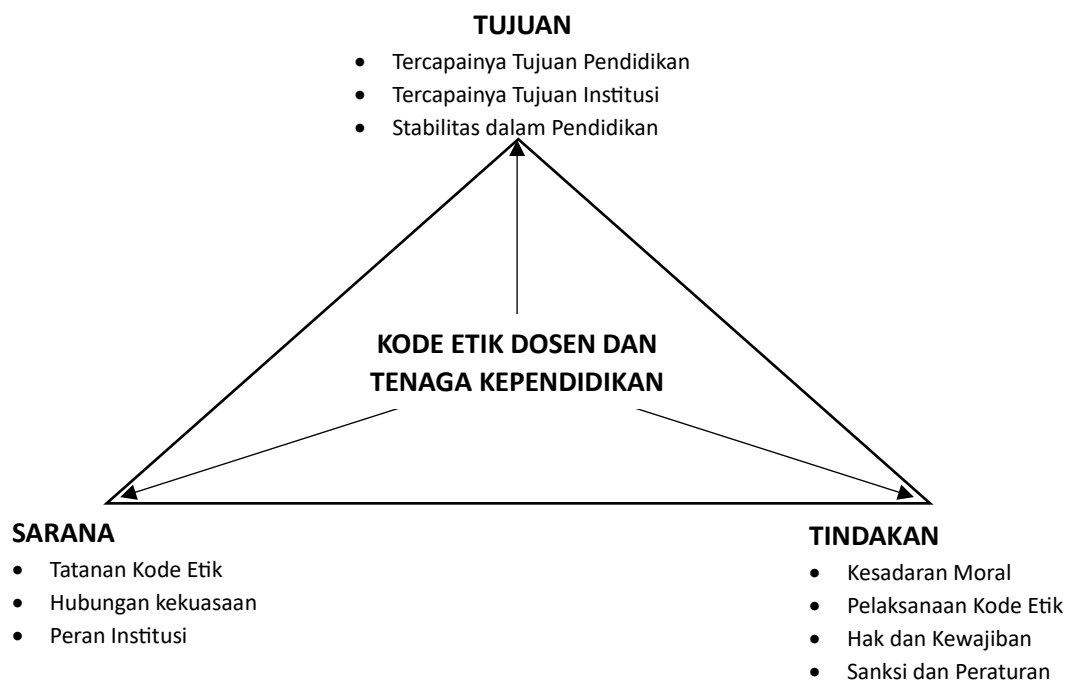 TUJUAN
• Tercapainya Tujuan Pendidikan
• Tercapainya Tujuan Institusi
• Stabilitas dalam Pendidikan
KODE ETIK DOSEN DAN
TENAGA KEPENDIDIKAN
SARANA
• Tatanan Kode Etik
• Hubungan kekuasaan
• Peran Institusi
TINDAKAN
• Kesadaran Moral
• Pelaksanaan Kode Etik
• Hak dan Kewajiban
• Sanksi dan Peraturan